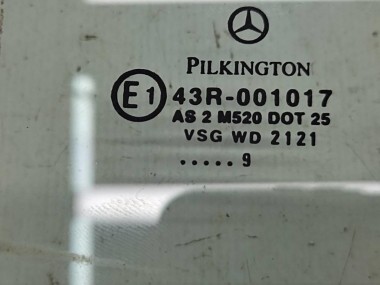 PILKINGTON
E1 43R-001017
AS 2 M520 DOT 25
VSG WD 2121
.....9